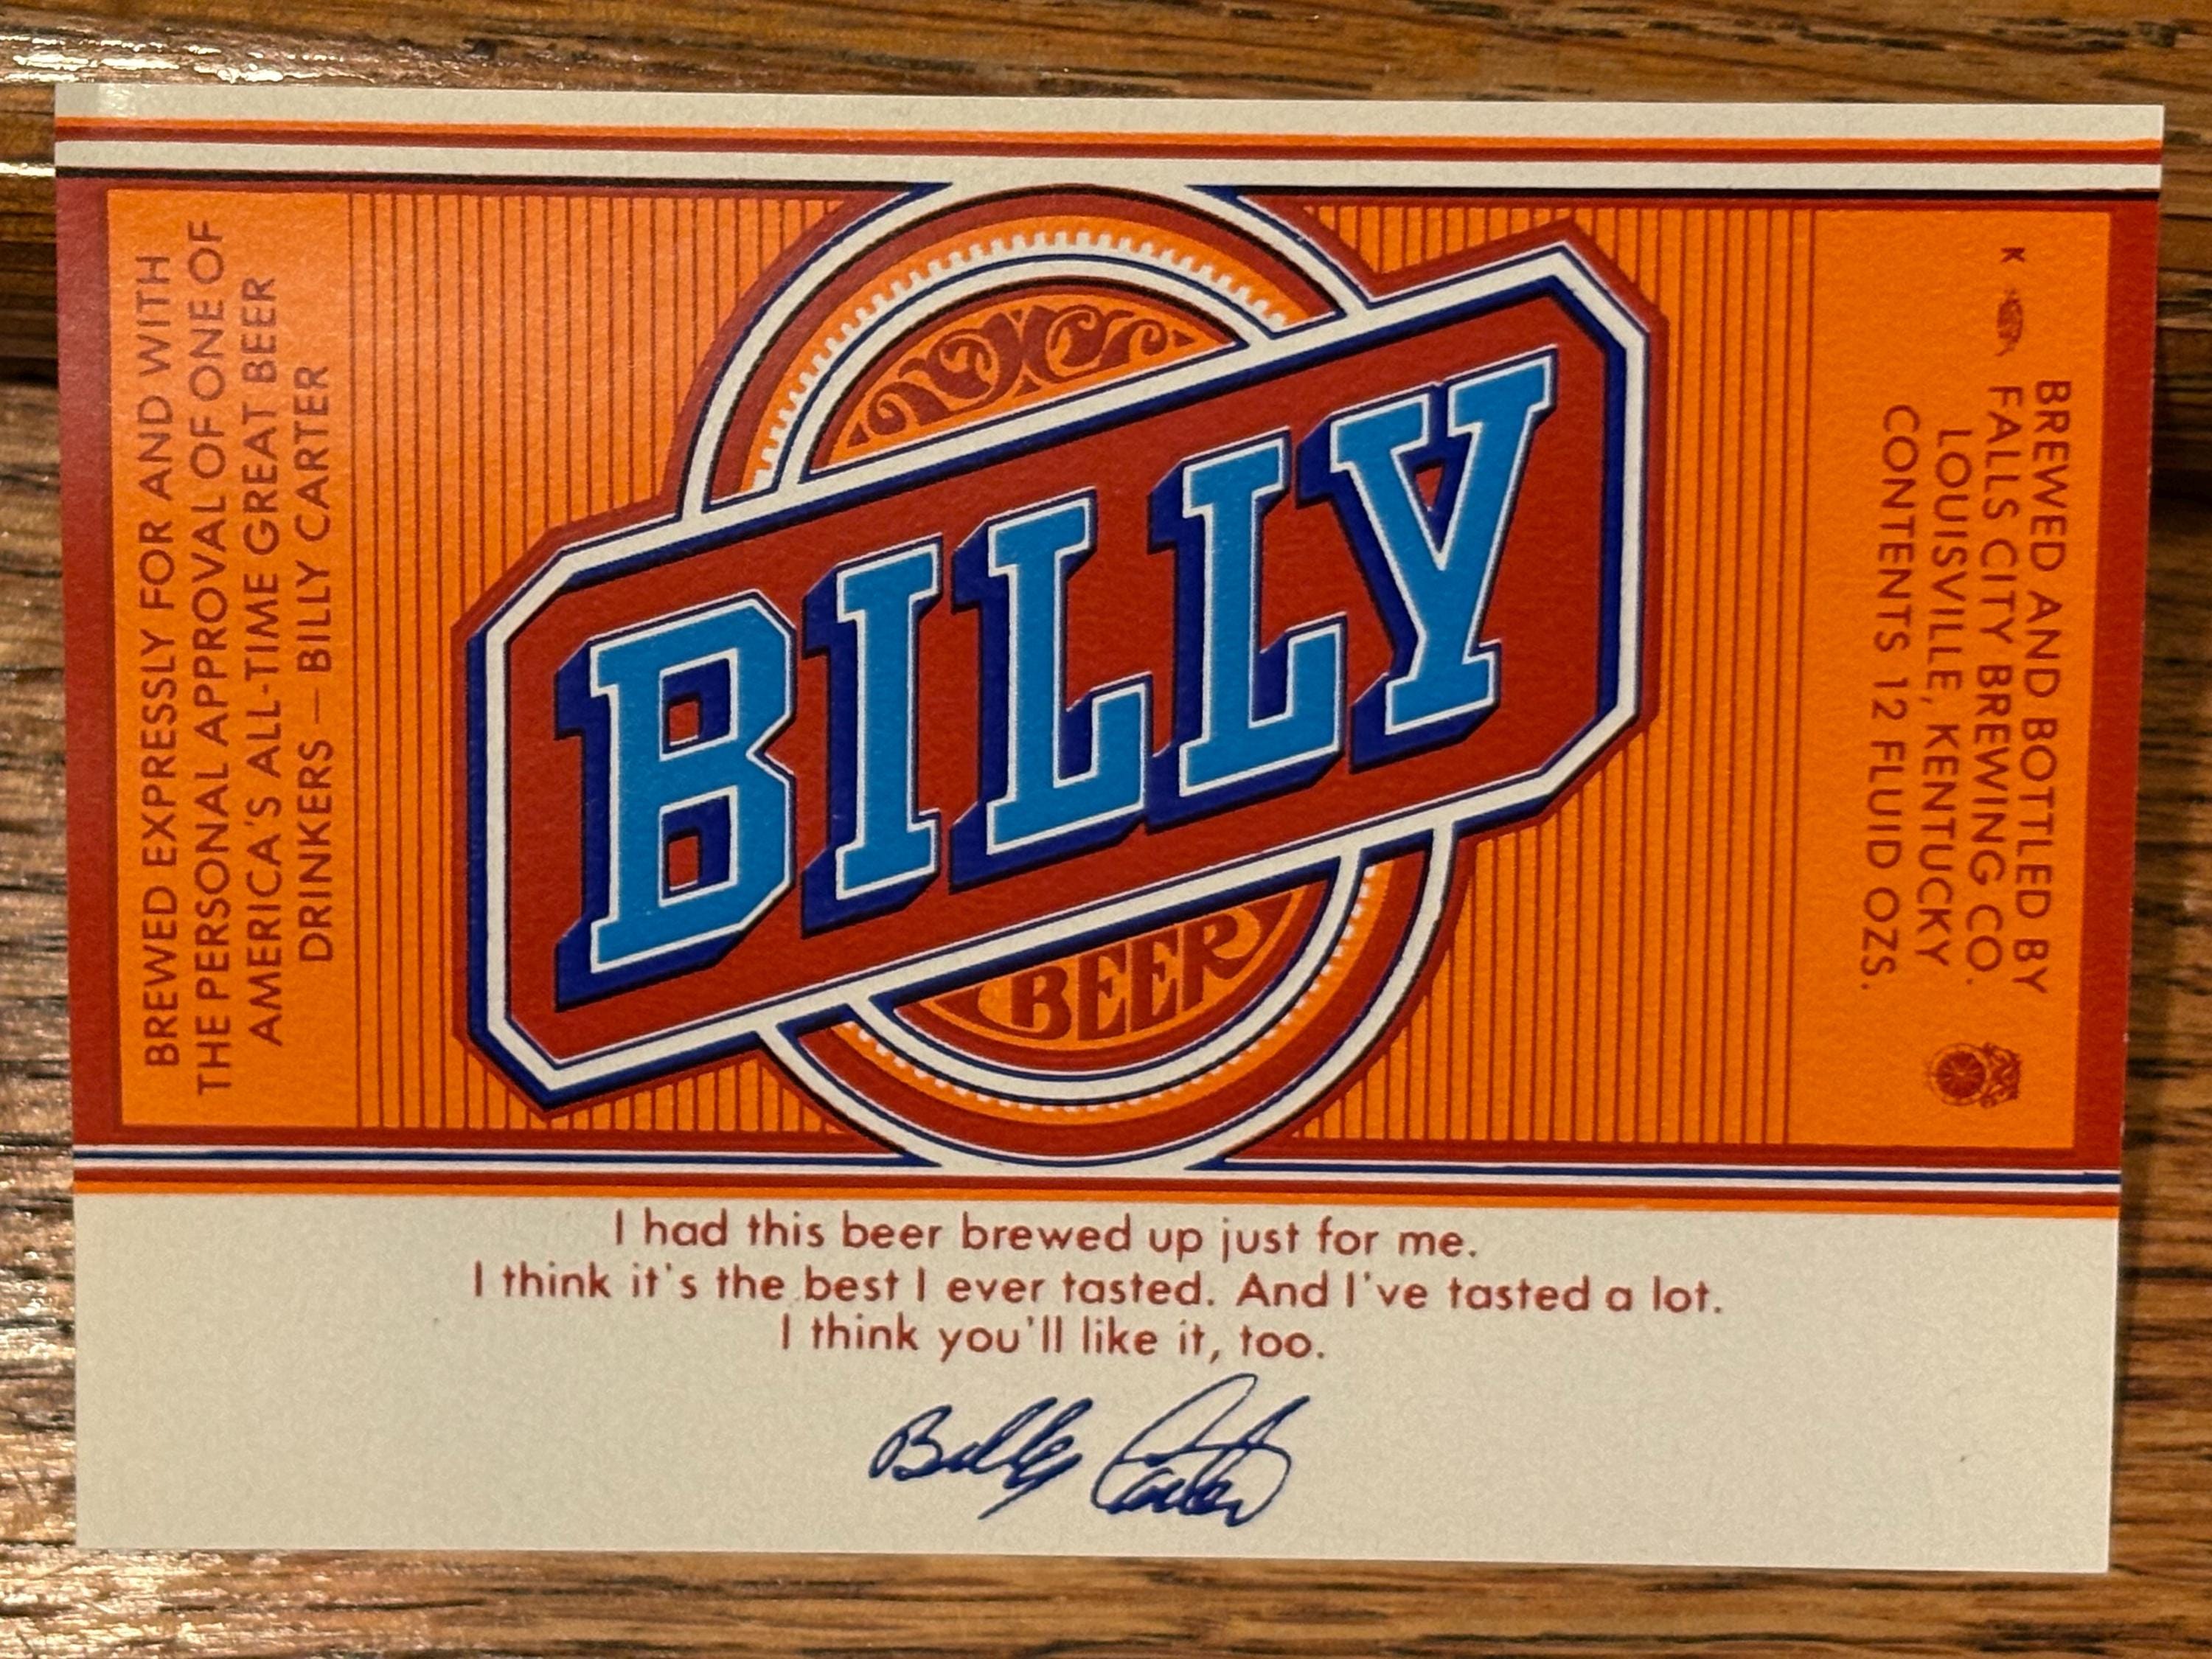 BREWED EXPRESSLY FOR AND WITH
THE PERSONAL APPROVAL OF ONE OF
AMERICA'S ALL-TIME GREAT BEER
DRINKERS—BILLY CARTER
BILLY
BEER
K
BREWED AND BOTTLED BY
FALLS CITY BREWING CO.
LOUISVILLE, KENTUCKY
CONTENTS 12 FLUID OZS.
I had this beer brewed up just for me.
I think it's the best I ever tasted. And I've tasted a lot.
I think you'll like it, too.
Billy Carter